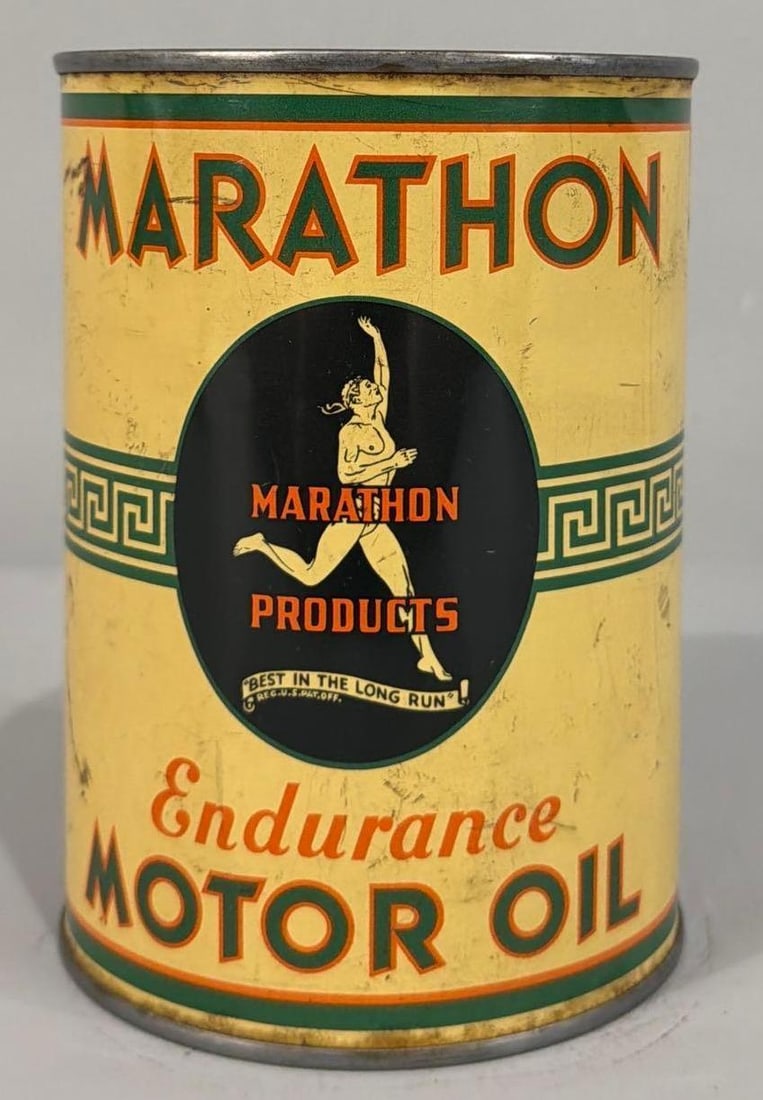 MARATHON
MARATHON
PRODUCTS
"BEST IN THE LONG RUN"
REG.U.S.PAT.OFF.
Endurance
MOTOR OIL